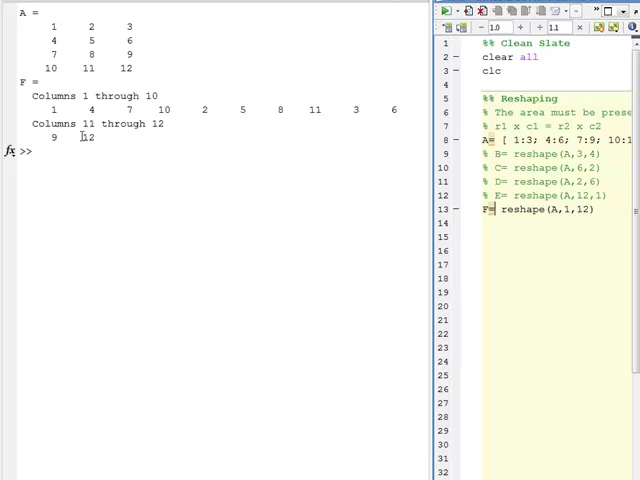 A =
1 2 3
4 5 6
7 8 9
10 11 12
F =
Columns 1 through 10
1 4 7 10 2 5 8 11 3 6
Columns 11 through 12
9 12
fx >>
1.0
1.1
1 %% Clean Slate
2 clear all
3 clc
4
5 %% Reshaping
6 % The area must be prese
7 % r1 x c1 = r2 x c2
8 A= [ 1:3; 4:6; 7:9; 10:1
9 % B= reshape(A,3,4)
10 % C= reshape(A,6,2)
11 % D= reshape(A,2,6)
12 % E= reshape(A,12,1)
13 F= reshape(A,1,12)
14
15
16
17
18
19
20
21
22
23
24
25
26
27
28
29
30
31
32